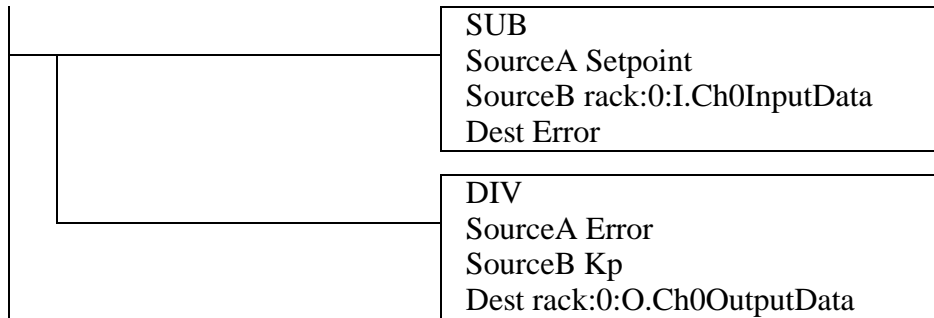 SUB
SourceA Setpoint
SourceB rack:0:I.Ch0InputData
Dest Error
DIV
SourceA Error
SourceB Kp
Dest rack:0:O.Ch0OutputData